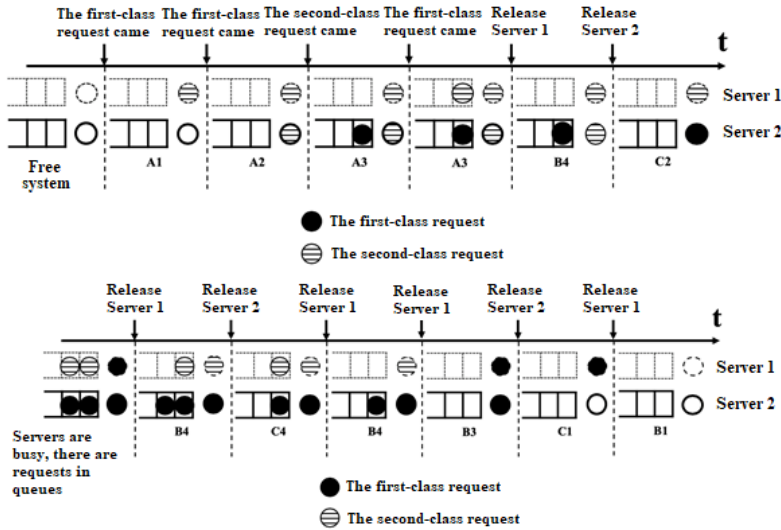 The first-class The first-class The second-class The first-class Release Release
request came request came request came request came Server 1 Server 2
t
Server 1
Server 2
Free
system
A1 A2 A3 A3 B4 C2
The first-class request
The second-class request
Release Release Release Release Release Release
Server 1 Server 2 Server 1 Server 1 Server 2 Server 1
t
Server 1
Server 2
Servers are
busy, there are
requests in
queues
B4 C4 B4 B3 C1 B1
The first-class request
The second-class request